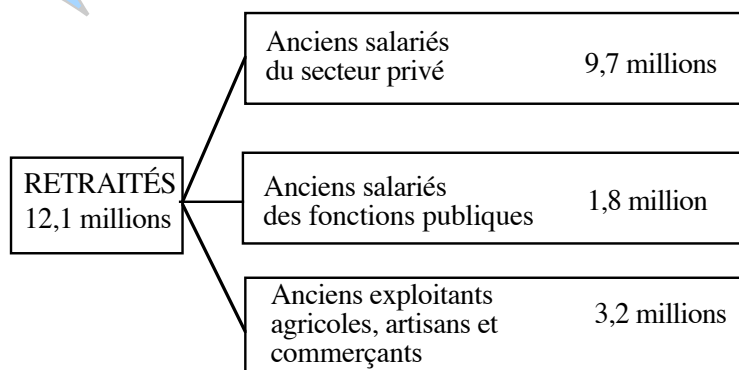 Anciens salariés
du secteur privé
9,7 millions
RETRAITÉS
12,1 millions
Anciens salariés
des fonctions publiques
1,8 million
Anciens exploitants
agricoles, artisans et
commerçants
3,2 millions